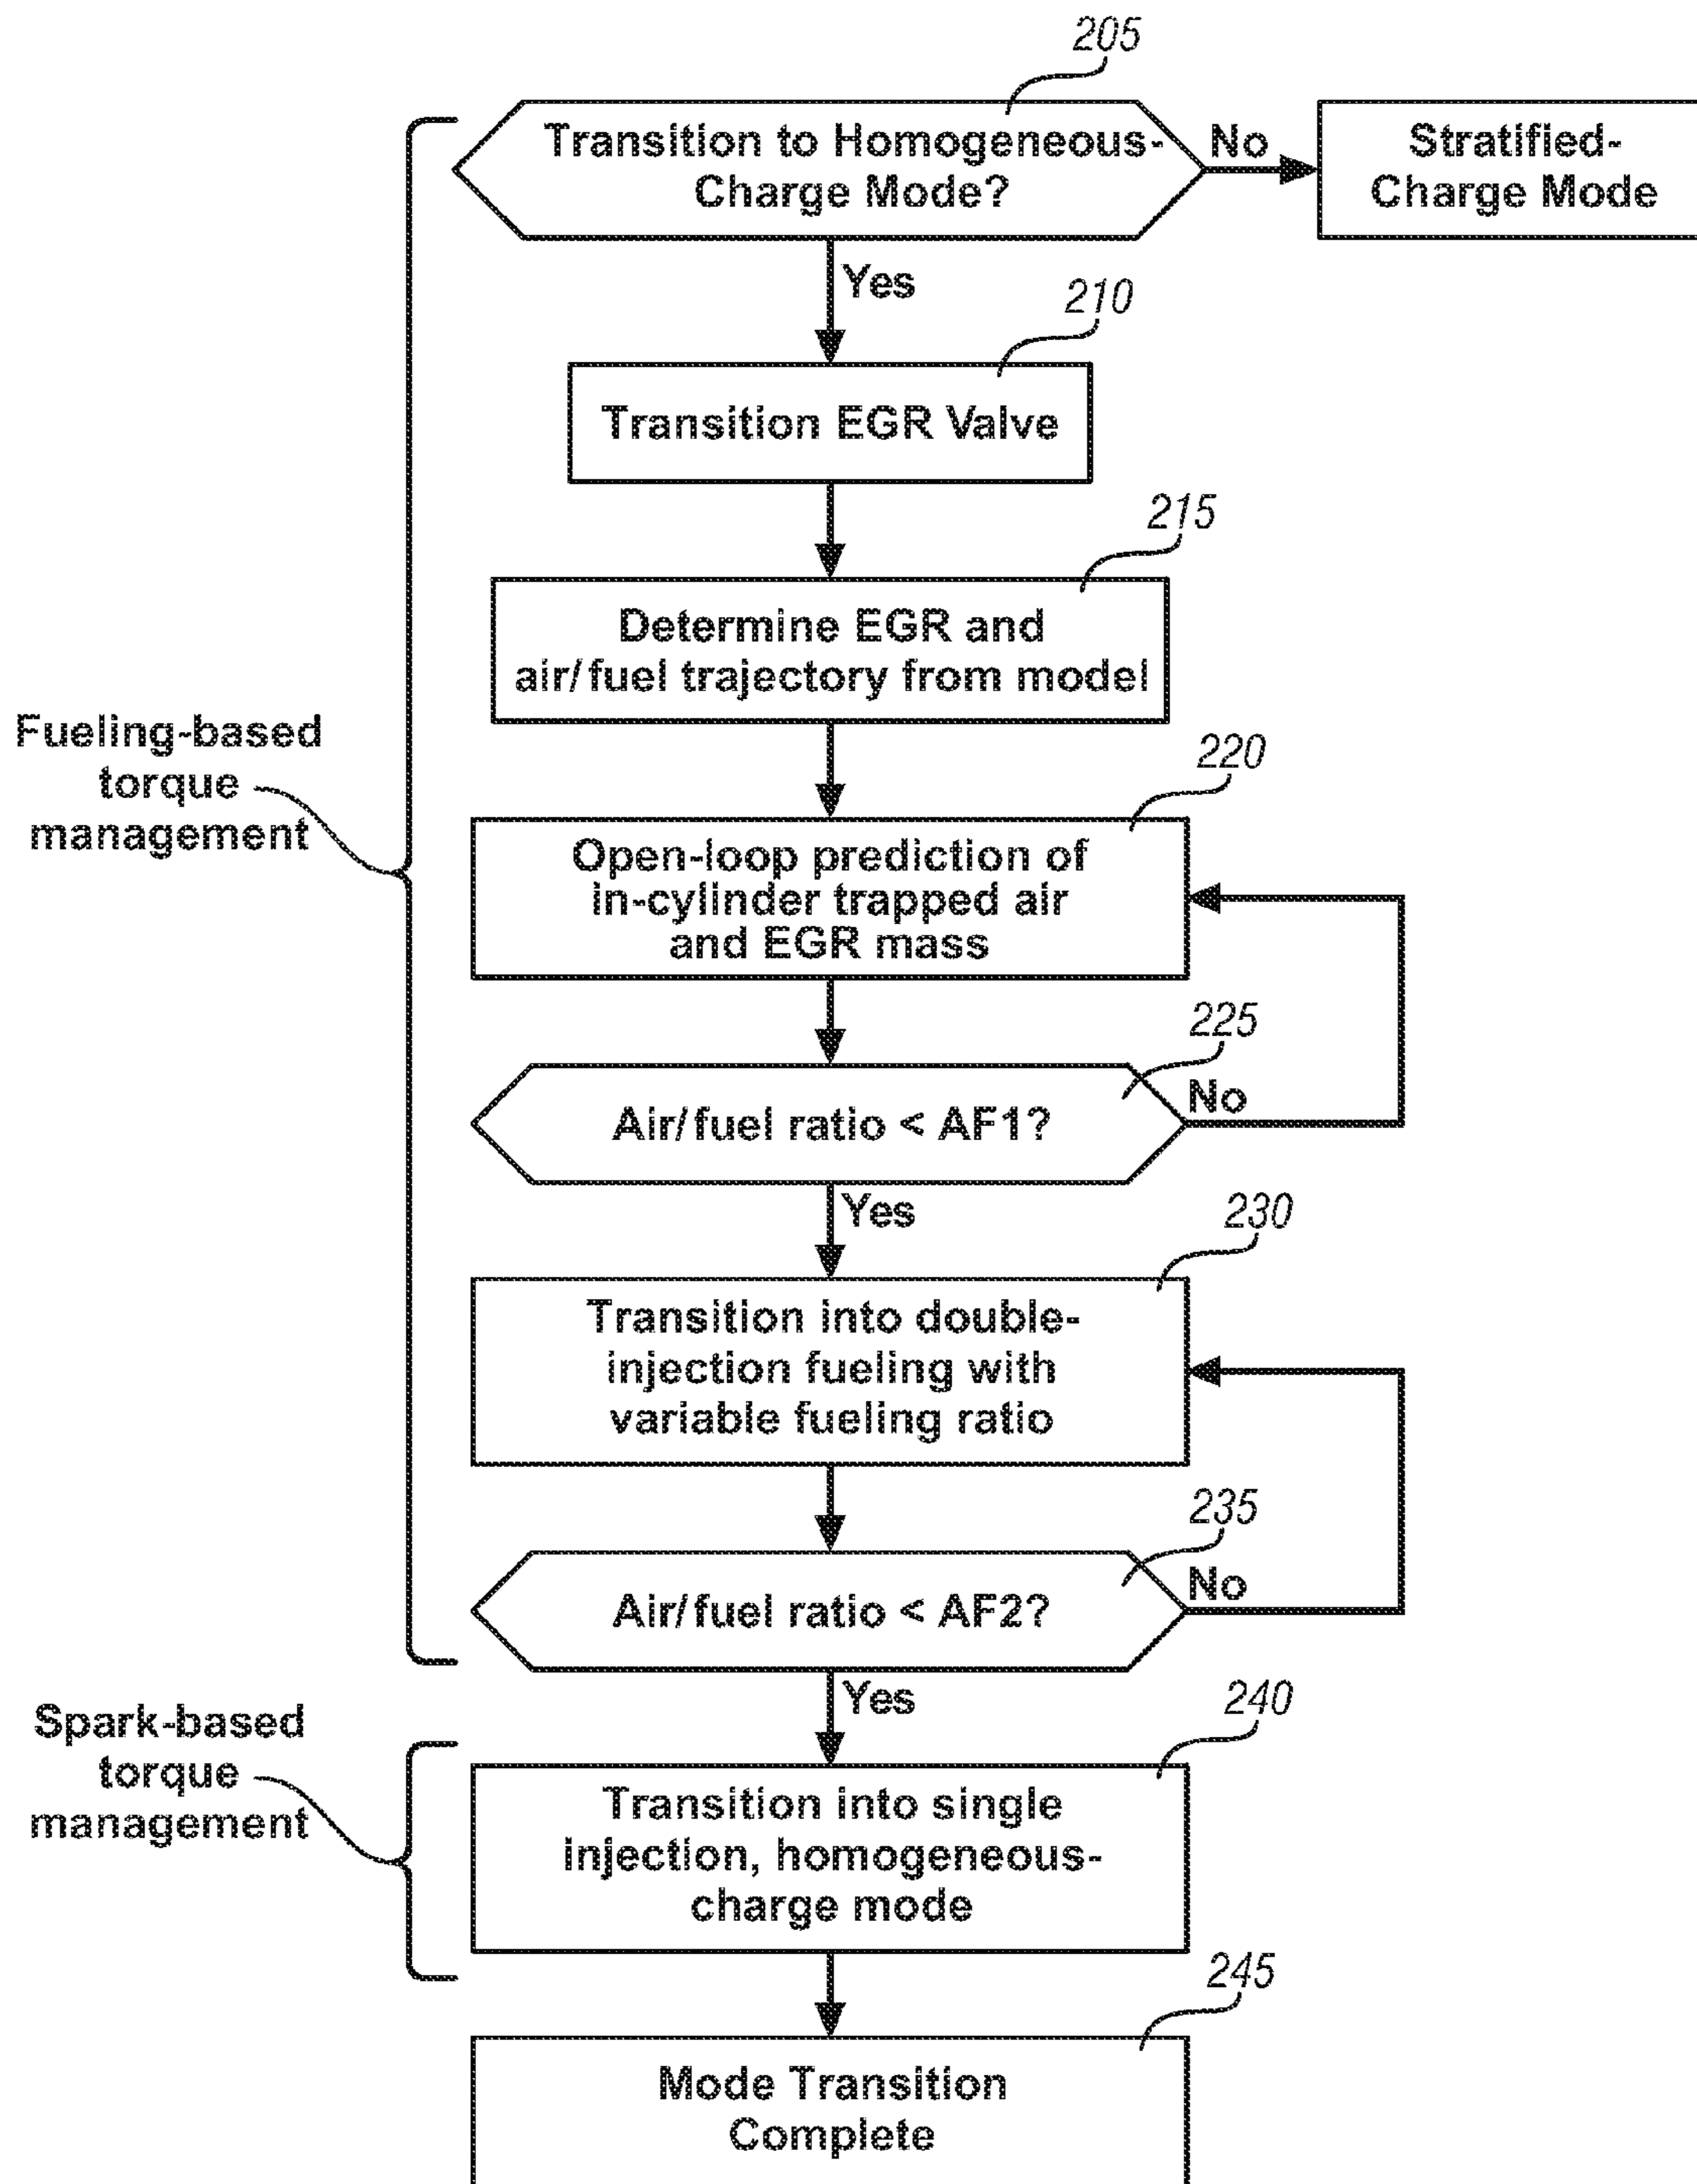 205
Transition to Homogeneous-
Charge Mode?
No
Stratified-
Charge Mode
Yes
210
Transition EGR Valve
215
Determine EGR and
air/fuel trajectory from model
Fueling-based
torque
management
220
Open-loop prediction of
in-cylinder trapped air
and EGR mass
225
Air/fuel ratio < AF1?
No
Yes
230
Transition into double-
injection fueling with
variable fueling ratio
235
Air/fuel ratio < AF2?
No
Yes
Spark-based
torque
management
240
Transition into single
injection, homogeneous-
charge mode
245
Mode Transition
Complete